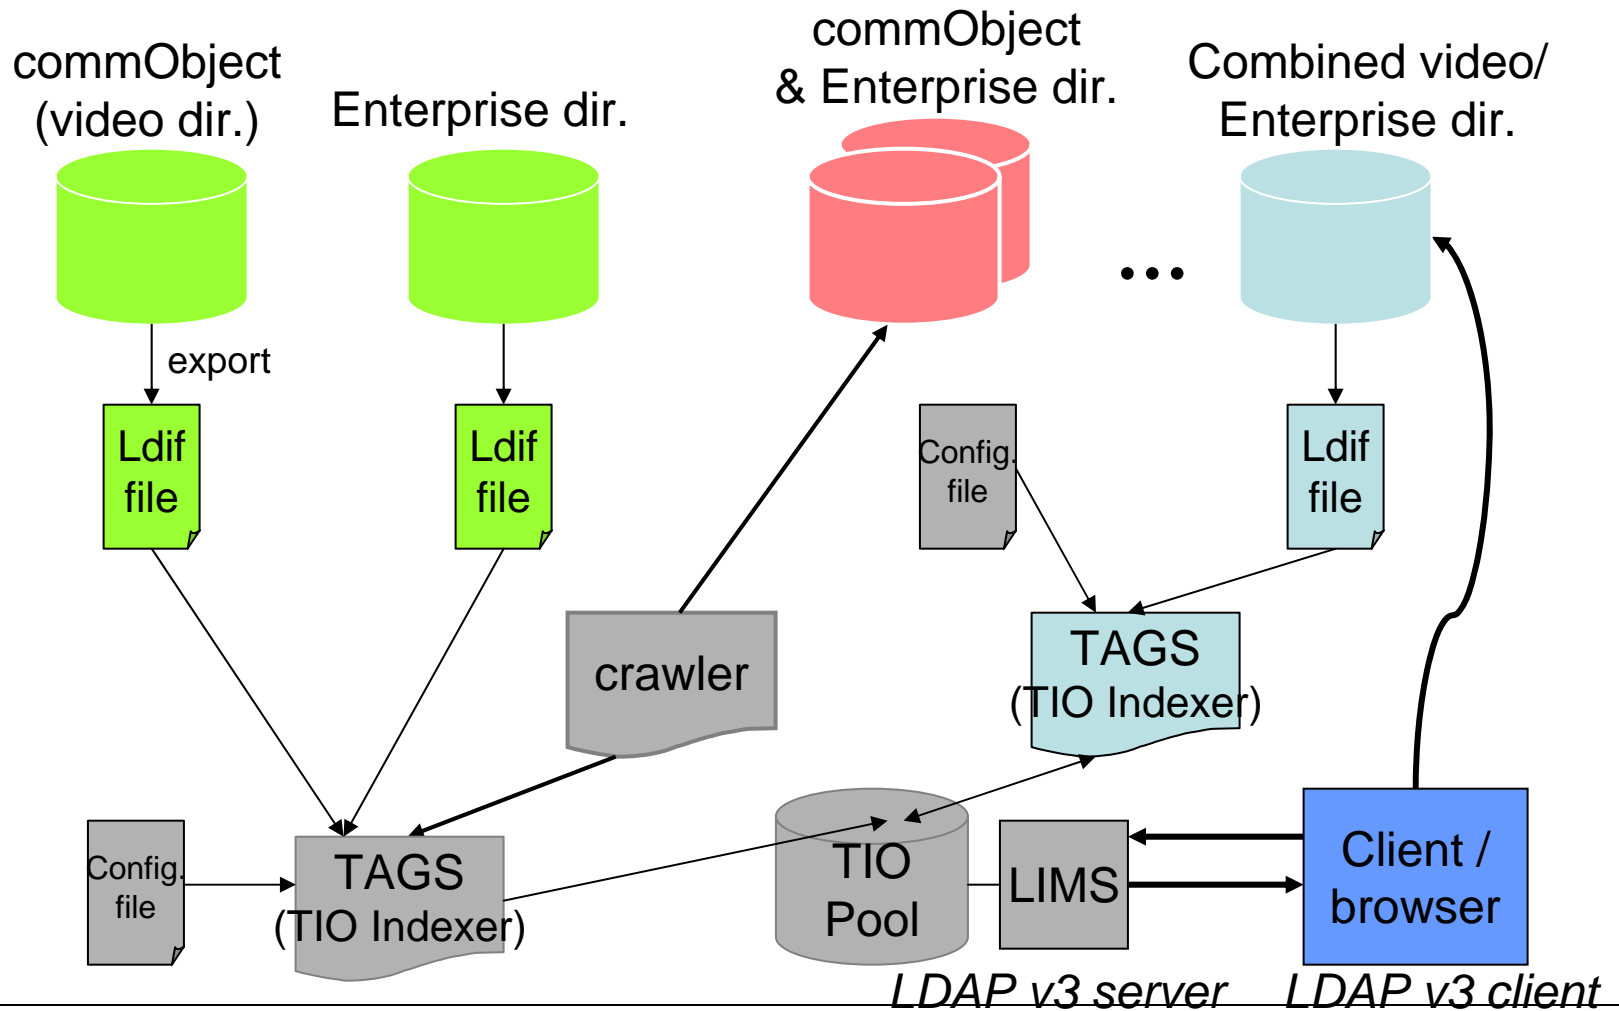 commObject
(video dir.)
Enterprise dir.
commObject
& Enterprise dir.
Combined video/
Enterprise dir.
...
export
Ldif
file
Ldif
file
Config.
file
Ldif
file
crawler
TAGS
(TIO Indexer)
Config.
file
TAGS
(TIO Indexer)
TIO
Pool
LIMS
Client /
browser
LDAP v3 server
LDAP v3 client